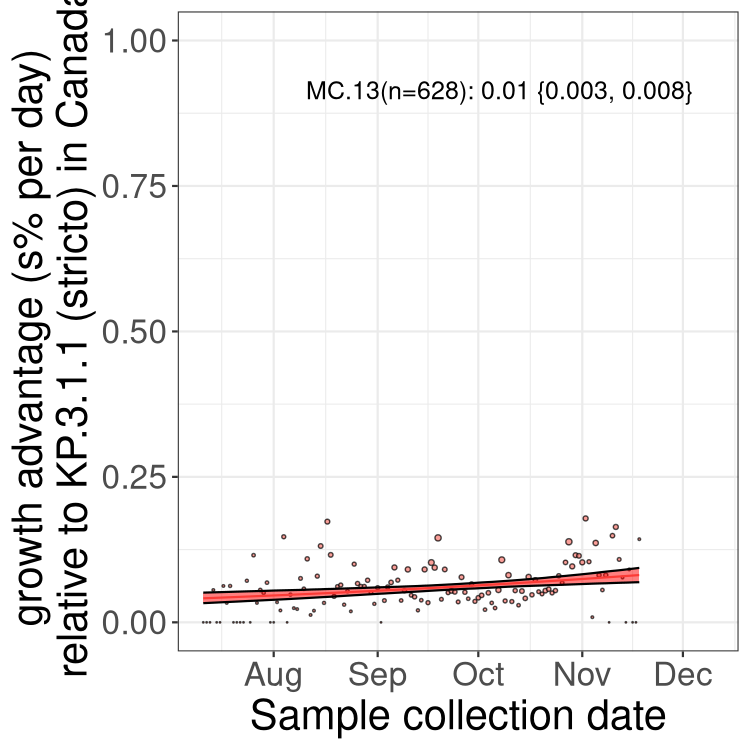 growth advantage (s% per day)
relative to KP.3.1.1 (stricto) in Canada
1.00
0.75
0.50
0.25
0.00
MC.13(n=628): 0.01 {0.003, 0.008}
Aug Sep Oct Nov Dec
Sample collection date